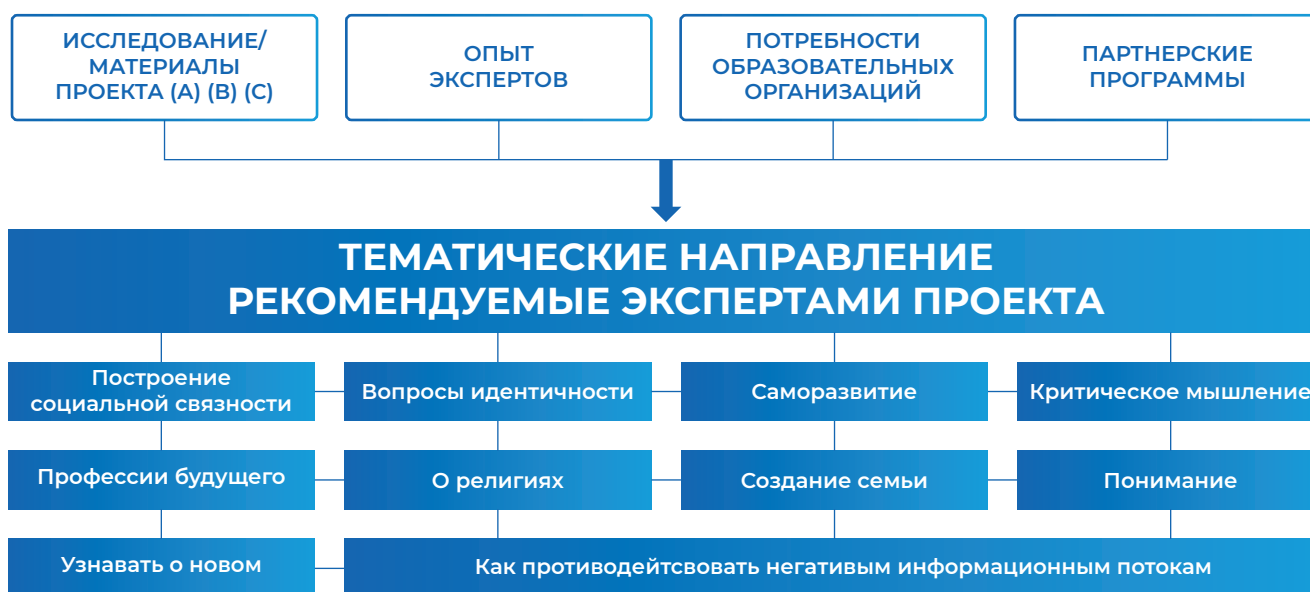 ИССЛЕДОВАНИЕ/
МАТЕРИАЛЫ
ПРОЕКТА (А) (В) (С)
ОПЫТ
ЭКСПЕРТОВ
ПОТРЕБНОСТИ
ОБРАЗОВАТЕЛЬНЫХ
ОРГАНИЗАЦИЙ
ПАРТНЕРСКИЕ
ПРОГРАММЫ
ТЕМАТИЧЕСКИЕ НАПРАВЛЕНИЕ
РЕКОМЕНДУЕМЫЕ ЭКСПЕРТАМИ ПРОЕКТА
Построение
социальной связности
Вопросы идентичности
Саморазвитие
Критическое мышление
Профессии будущего
О религиях
Создание семьи
Понимание
Узнавать о новом
Как противодейтсвовать негативым информационным потокам